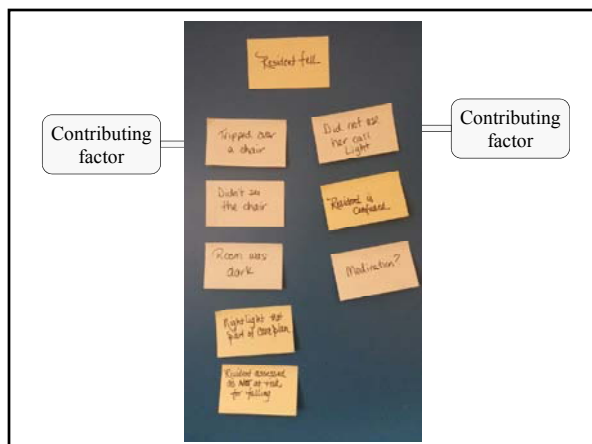 Resident fell
Contributing
factor
Tripped over
a chair
Didn't see
the chair
Room was
dark
Nightlight not
part of care plan
Resident assessed
as NOT at risk
for falling
Contributing
factor
Did not use
her call
Light
Resident is
confused
Medication?